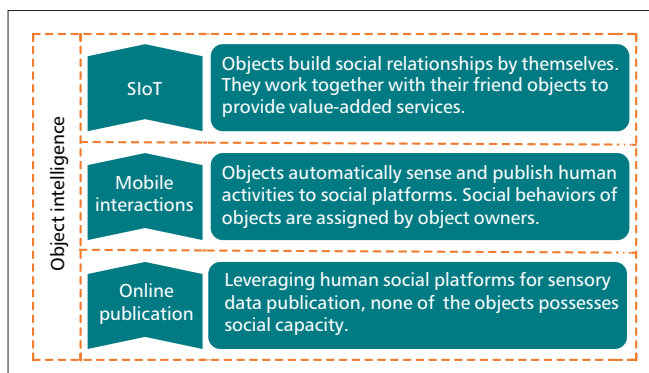 Object intelligence
SIoT
Objects build social relationships by themselves.
They work together with their friend objects to
provide value-added services.
Mobile
interactions
Objects automatically sense and publish human
activities to social platforms. Social behaviors of
objects are assigned by object owners.
Online
publication
Leveraging human social platforms for sensory
data publication, none of the objects possesses
social capacity.